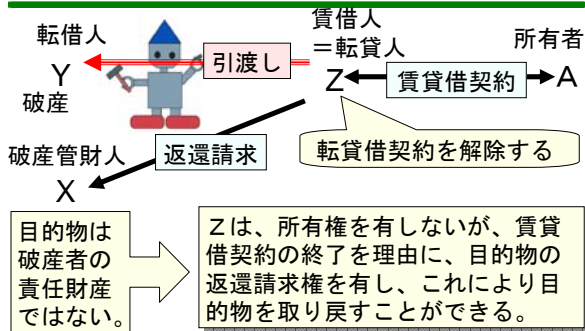 転借人
賃借人
＝転貸人
所有者
引渡し
Y
Z
賃貸借契約
A
破産
破産管財人
返還請求
転貸借契約を解除する
X
目的物は
破産者の
責任財産
ではない。
Ｚは、所有権を有しないが、賃貸
借契約の終了を理由に、目的物の
返還請求権を有し、これにより目
的物を取り戻すことができる。